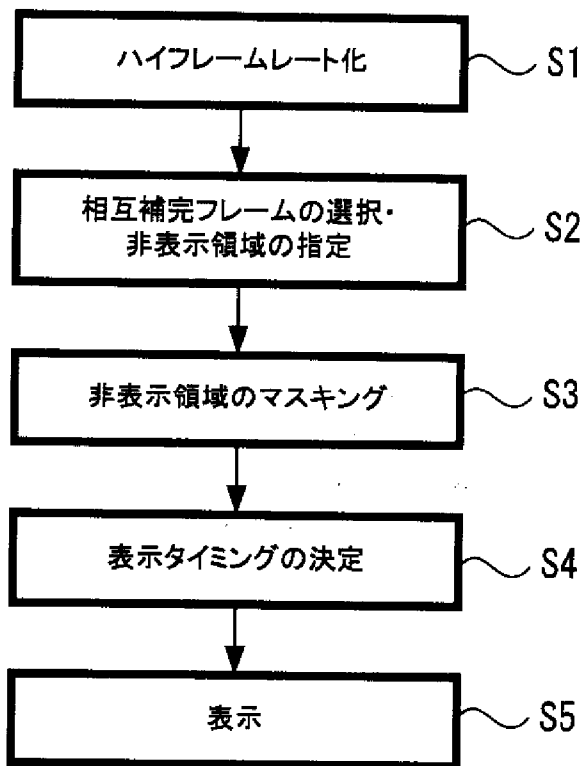 ハイフレームレート化
S1
相互補完フレームの選択・
非表示領域の指定
S2
非表示領域のマスキング
S3
表示タイミングの決定
S4
表示
S5